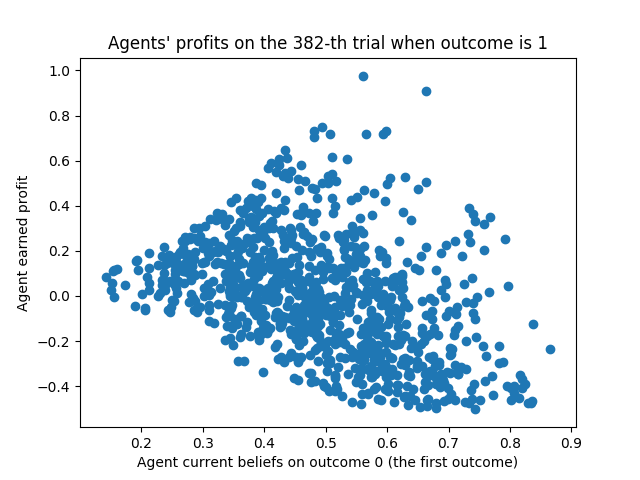 Agents' profits on the 382-th trial when outcome is 1
Agent earned profit
1.0
0.8
0.6
0.4
0.2
0.0
−0.2
−0.4
0.2 0.3 0.4 0.5 0.6 0.7 0.8 0.9
Agent current beliefs on outcome 0 (the first outcome)